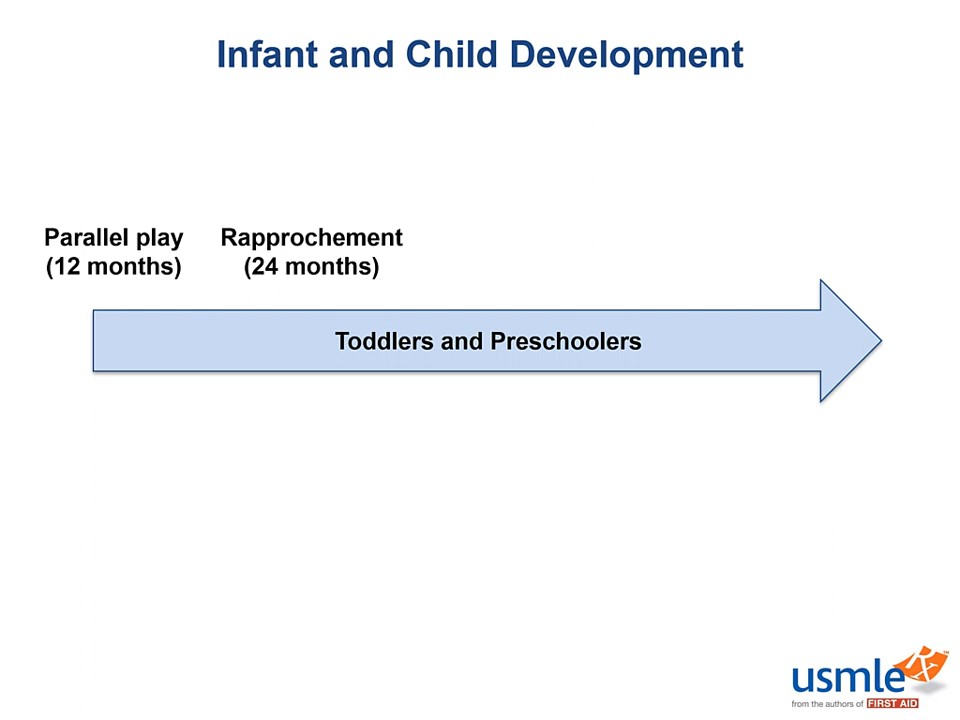 Infant and Child Development
Parallel play
(12 months)
Rapprochement
(24 months)
Toddlers and Preschoolers
usmle Rx™
from the authors of FIRST AID